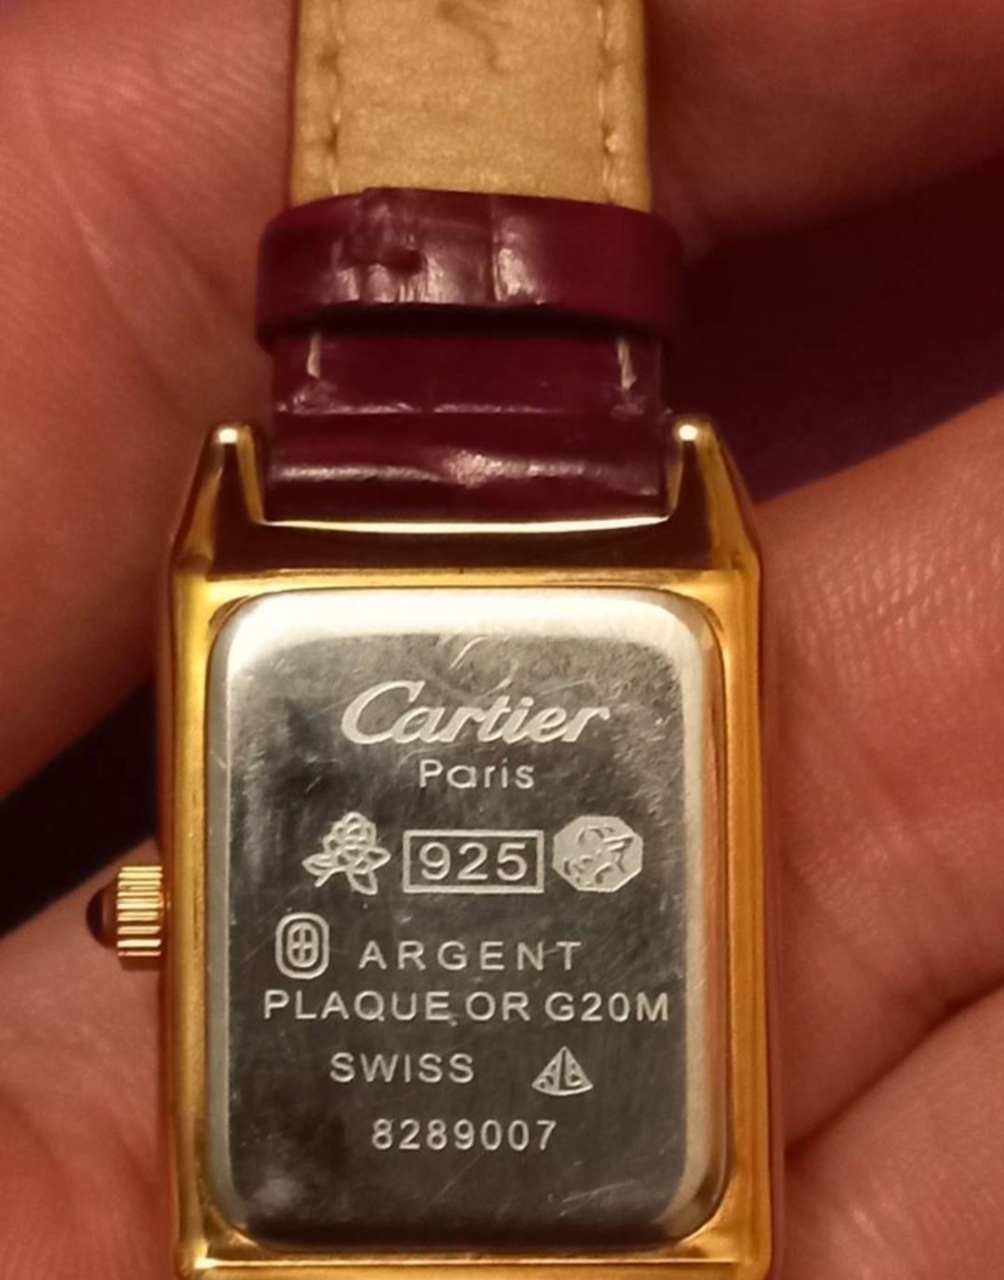 Cartier
Paris
925
ARGENT
PLAQUE OR G20M
SWISS
8289007